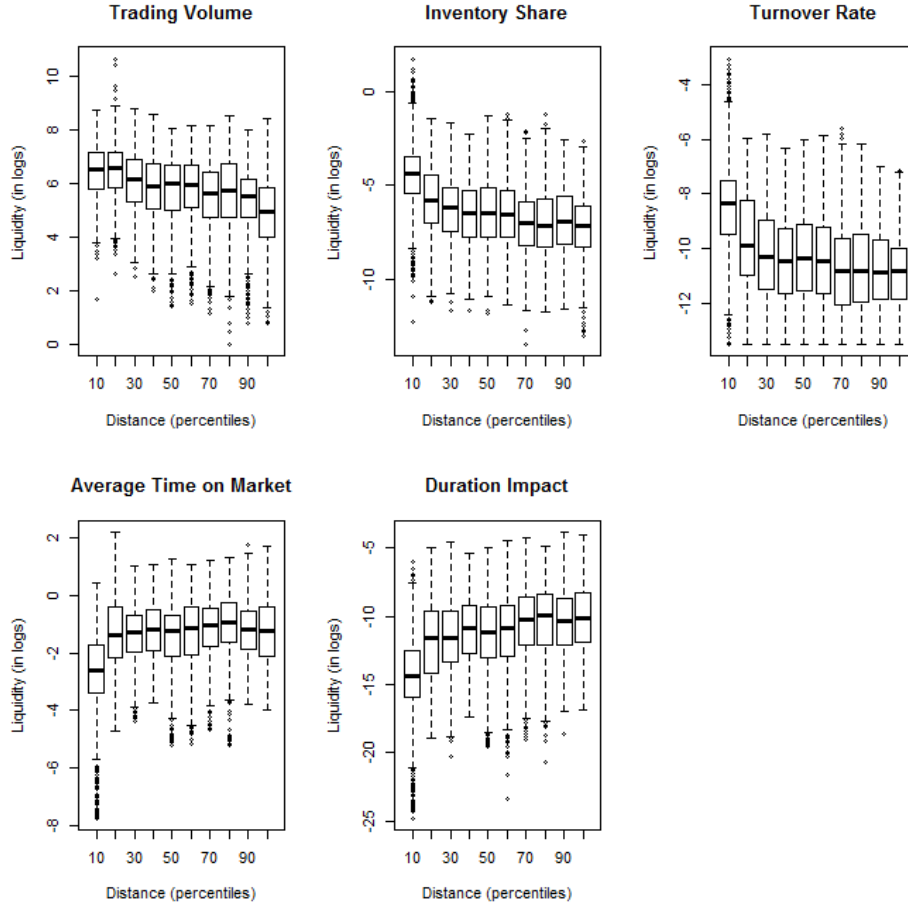 Trading Volume
Liquidity (in logs)
10
8
6
4
2
0
10 30 50 70 90
Distance (percentiles)
Inventory Share
Liquidity (in logs)
0
-5
-10
10 30 50 70 90
Distance (percentiles)
Turnover Rate
Liquidity (in logs)
-4
-6
-8
-10
-12
10 30 50 70 90
Distance (percentiles)
Average Time on Market
Liquidity (in logs)
2
0
-2
-4
-6
-8
10 30 50 70 90
Distance (percentiles)
Duration Impact
Liquidity (in logs)
-5
-10
-15
-20
-25
10 30 50 70 90
Distance (percentiles)